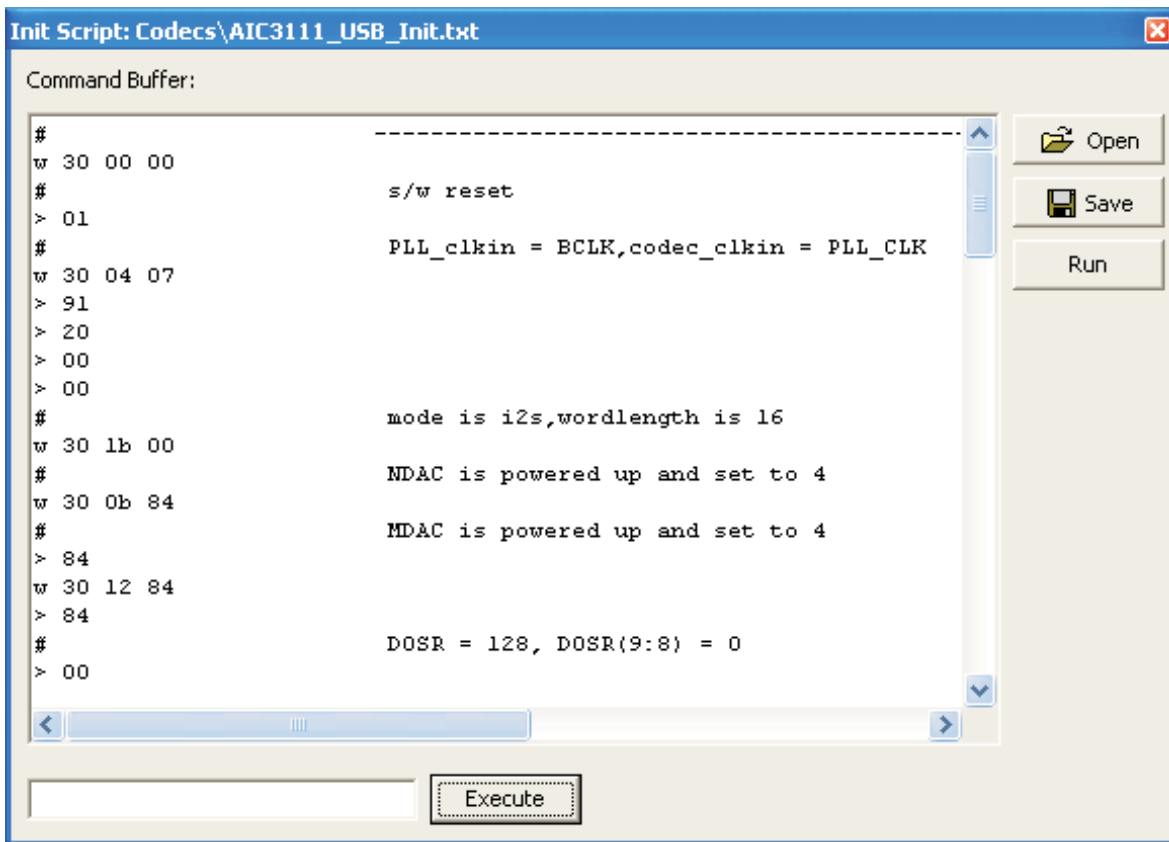 Init Script: Codecs\AIC3111_USB_Init.txt
Command Buffer:
# ------------------------------------------
w 30 00 00
# s/w reset
> 01
# PLL_clkin = BCLK,codec_clkin = PLL_CLK
w 30 04 07
> 91
> 20
> 00
> 00
# mode is i2s,wordlength is 16
w 30 1b 00
# NDAC is powered up and set to 4
w 30 0b 84
# MDAC is powered up and set to 4
> 84
w 30 12 84
> 84
# DOSR = 128, DOSR(9:8) = 0
> 00
Open
Save
Run
Execute